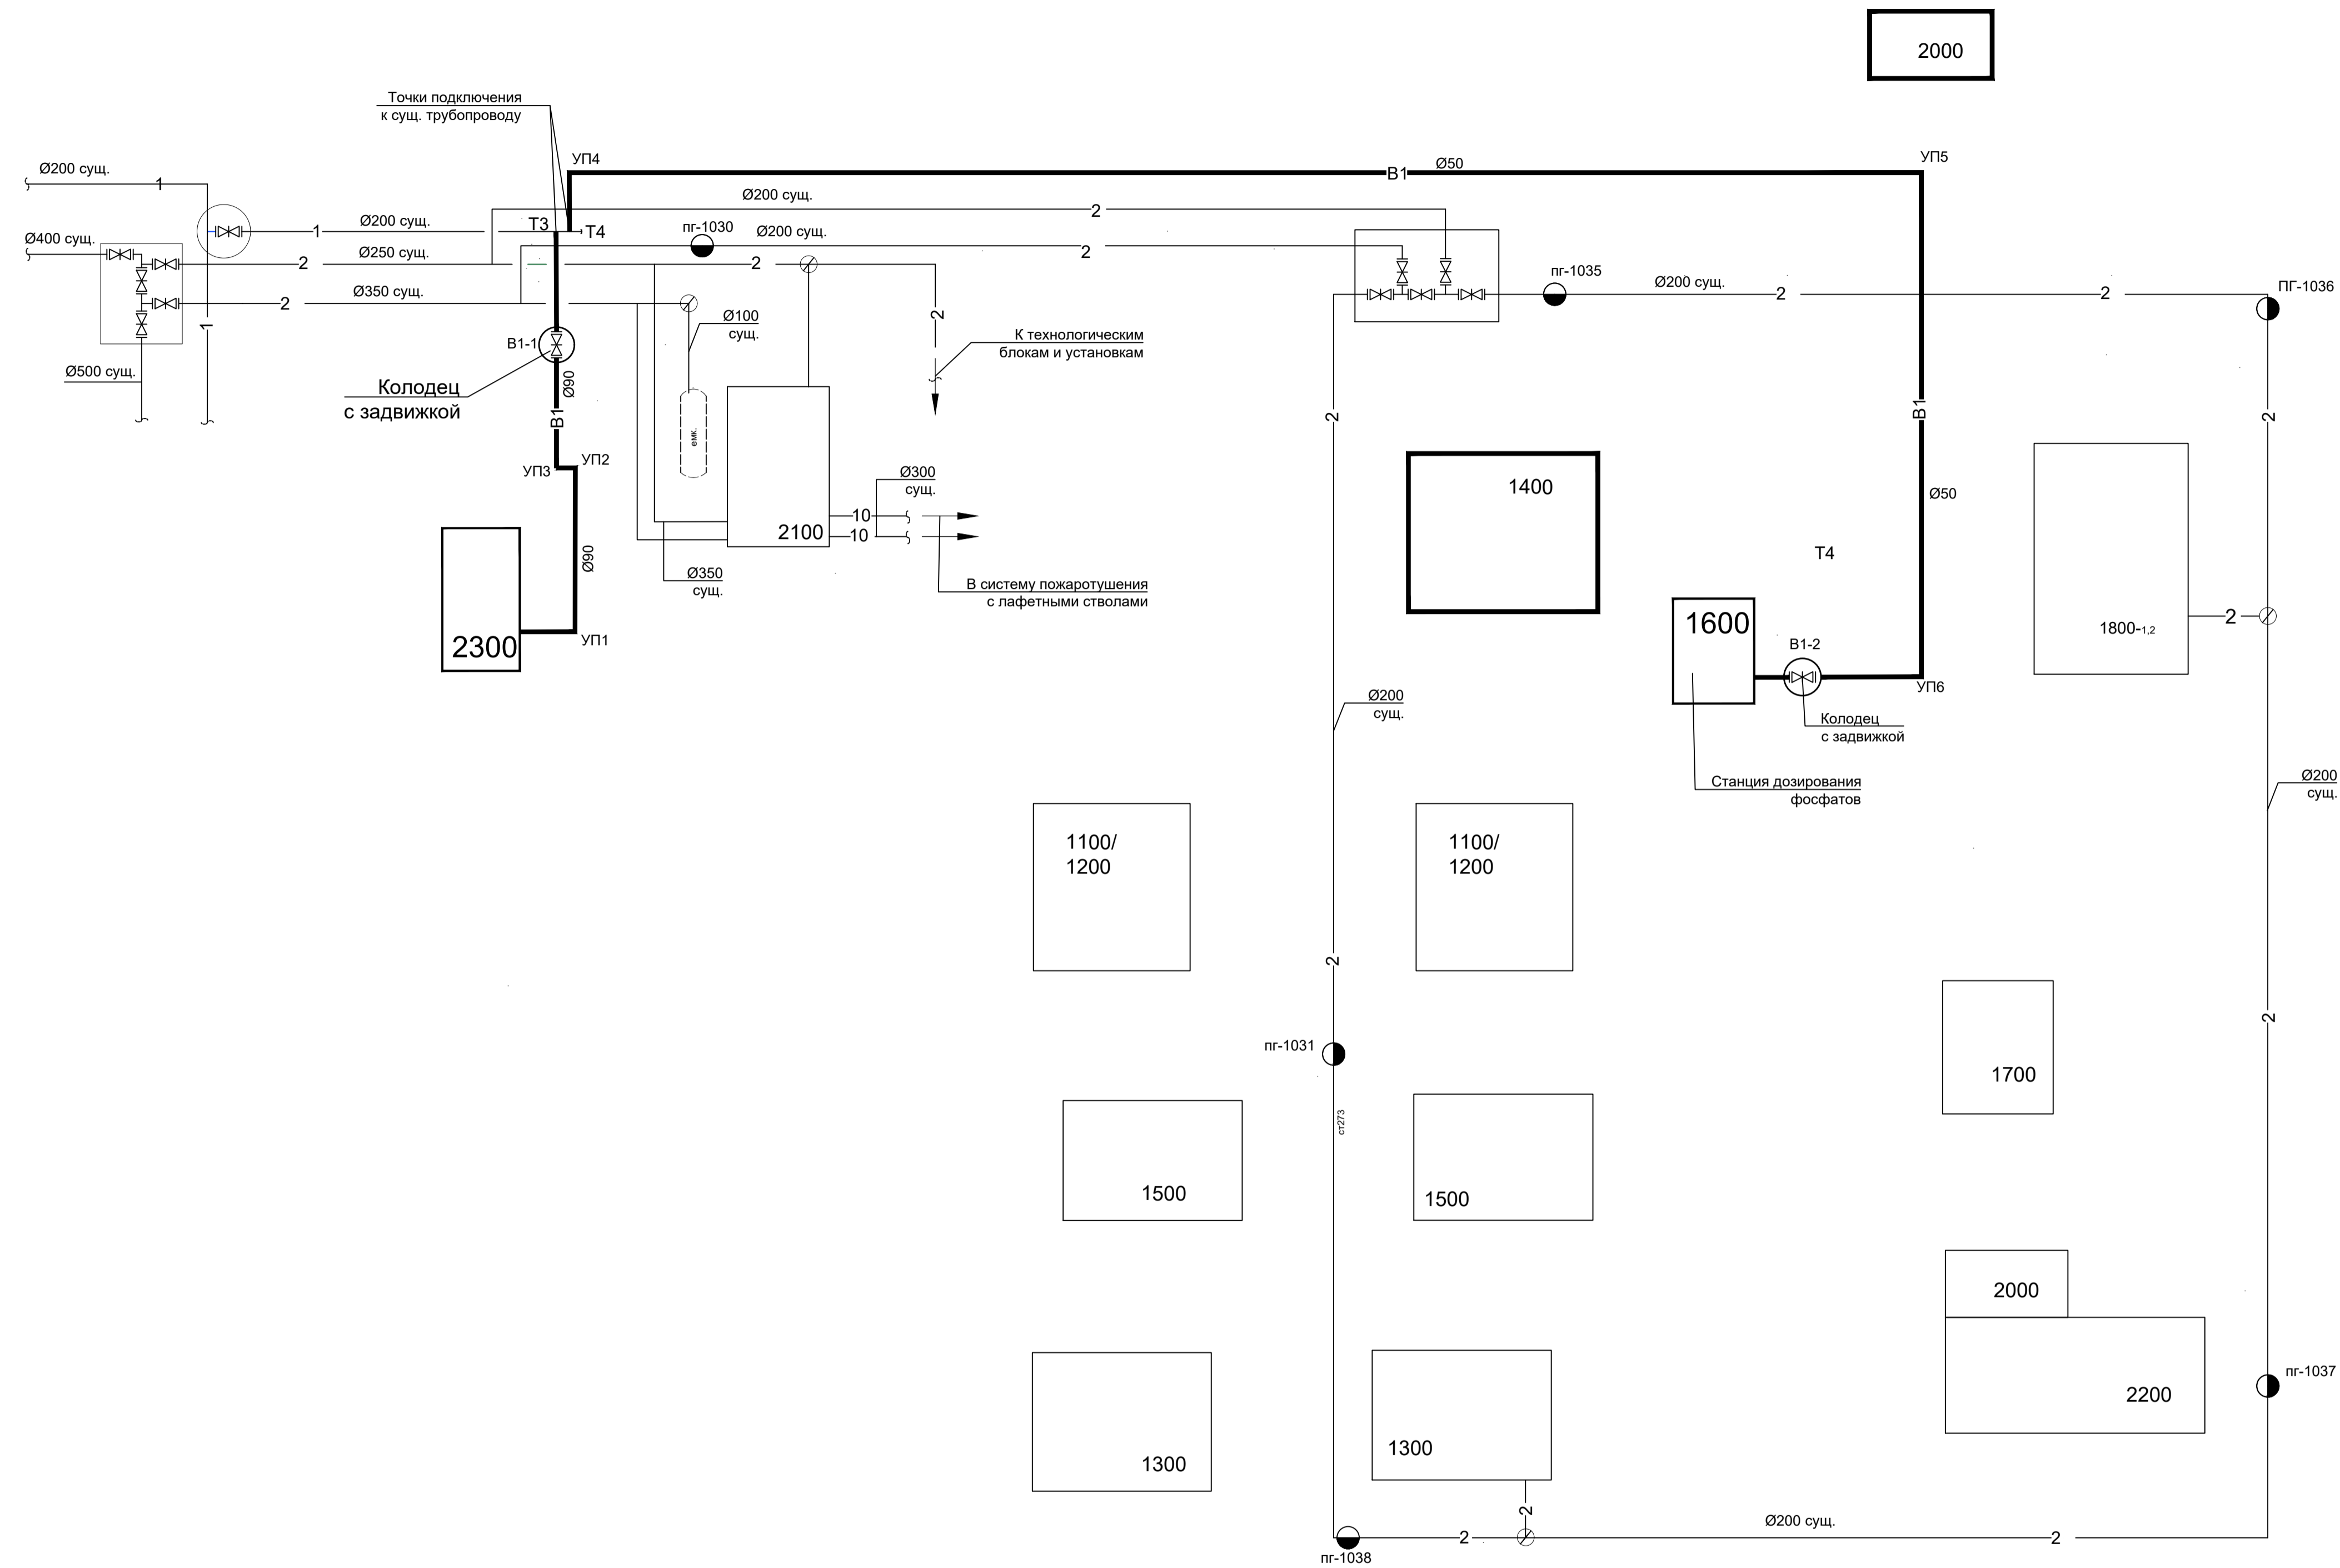 2000
Точки подключения
к сущ. трубопроводу
УП4
УП5
Ø200 сущ.
1
В1
Ø50
Ø200 сущ.
2
Ø200 сущ.
1
Т3
Т4
пг-1030
Ø200 сущ.
2
Ø400 сущ.
Ø250 сущ.
2
2
Ø350 сущ.
2
пг-1035
Ø200 сущ.
2
2
ПГ-1036
1
Ø100
сущ.
2
К технологическим
блокам и установкам
В1-1
Ø500 сущ.
Колодец
с задвижкой
Ø90
В1
емк.
2
В1
2
УП3
УП2
Ø300
сущ.
10
10
2100
1400
Ø50
Т4
2300
Ø90
УП1
Ø350
сущ.
В систему пожаротушения
с лафетными стволами
1600
В1-2
УП6
1800-1,2
2
Ø200
сущ.
Колодец
с задвижкой
Станция дозирования
фосфатов
Ø200
сущ.
1100/
1200
1100/
1200
2
2
пг-1031
1700
ст273
1500
1500
2000
2200
пг-1037
1300
1300
2
пг-1038
2
Ø200 сущ.
2